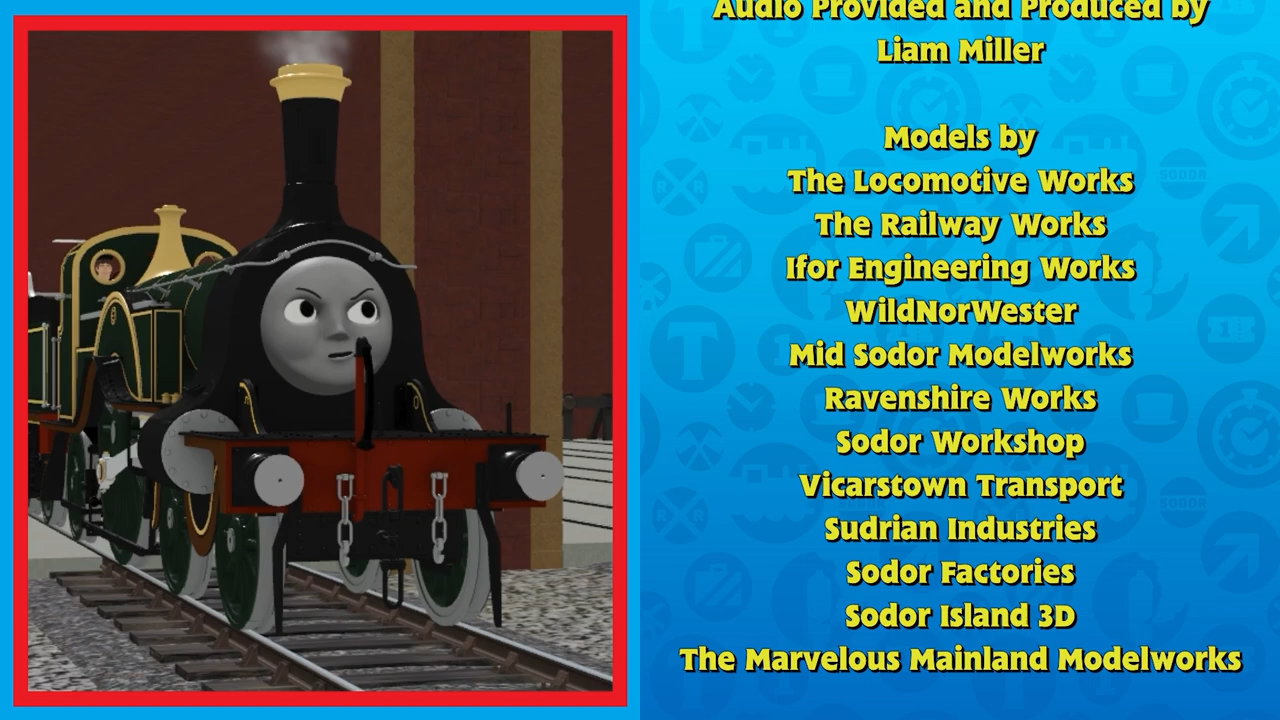 Audio Provided and Produced by
Liam Miller
Models by
The Locomotive Works
The Railway Works
Ifor Engineering Works
WildNorWester
Mid Sodor Modelworks
Ravenshire Works
Sodor Workshop
Vicarstown Transport
Sudrian Industries
Sodor Factories
Sodor Island 3D
The Marvelous Mainland Modelworks